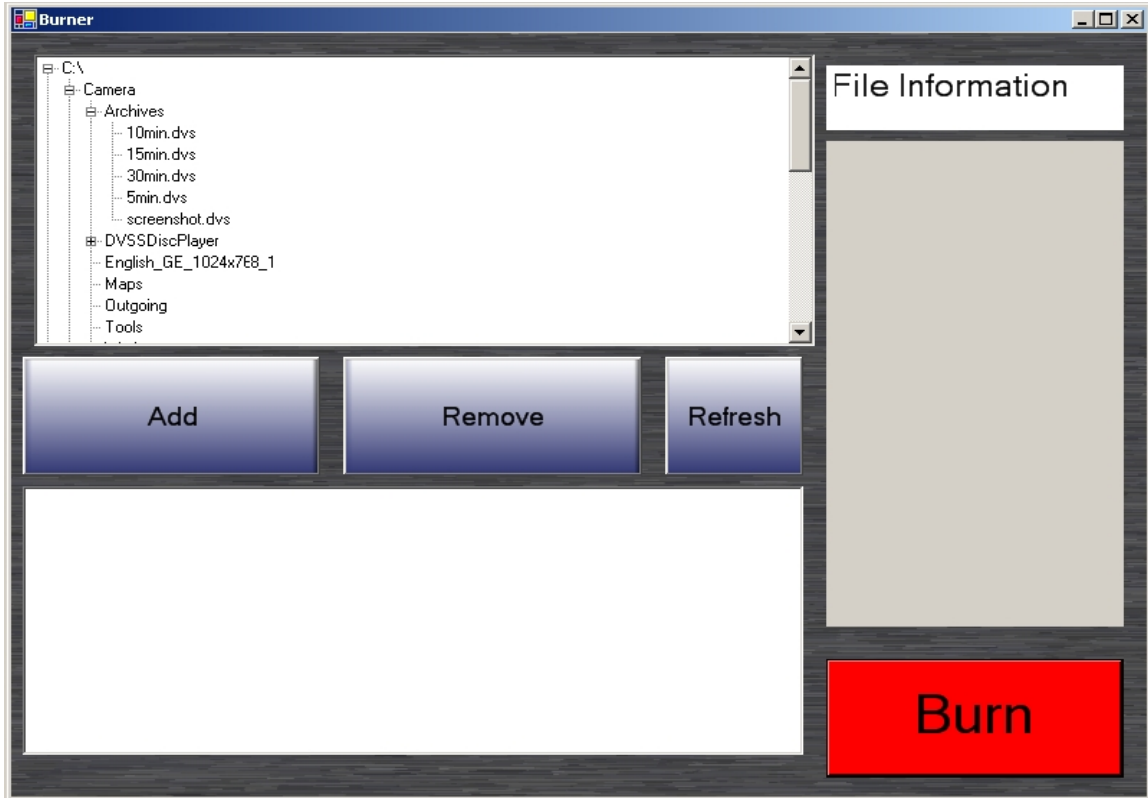 Burner
C:\
Camera
Archives
10min.dvs
15min.dvs
30min.dvs
5min.dvs
screenshot.dvs
DVSSDiscPlayer
English_GE_1024x768_1
Maps
Outgoing
Tools
File Information
Add
Remove
Refresh
Burn